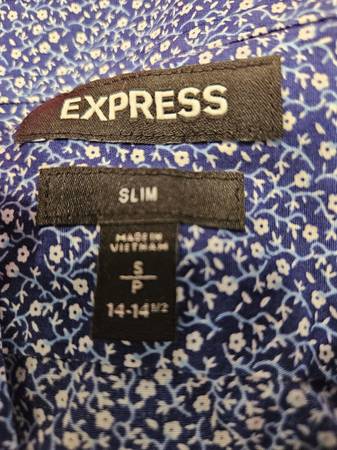 EXPRESS
SLIM
MADE IN
VIETNAM
S
P
14-14 1/2